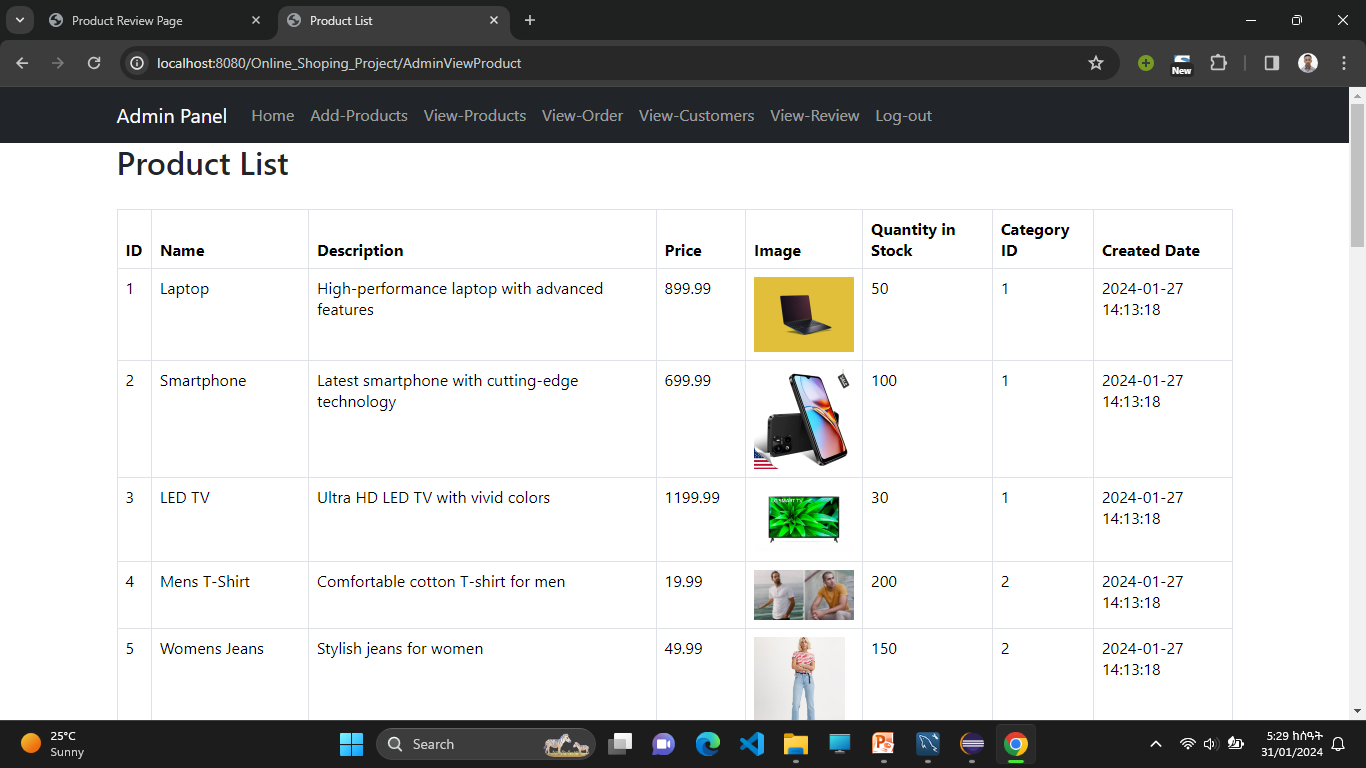 Product Review Page
Product List
localhost:8080/Online_Shoping_Project/AdminViewProduct
New
Admin Panel Home Add-Products View-Products View-Order View-Customers View-Review Log-out
Product List
ID Name Description Price Image Quantity in Stock Category ID Created Date
1 Laptop High-performance laptop with advanced features 899.99 50 1 2024-01-27 14:13:18
2 Smartphone Latest smartphone with cutting-edge technology 699.99 100 1 2024-01-27 14:13:18
3 LED TV Ultra HD LED TV with vivid colors 1199.99 30 1 2024-01-27 14:13:18
4 Mens T-Shirt Comfortable cotton T-shirt for men 19.99 200 2 2024-01-27 14:13:18
5 Womens Jeans Stylish jeans for women 49.99 150 2 2024-01-27 14:13:18
25°C
Sunny
Search
5:29 ከሰዓት
31/01/2024